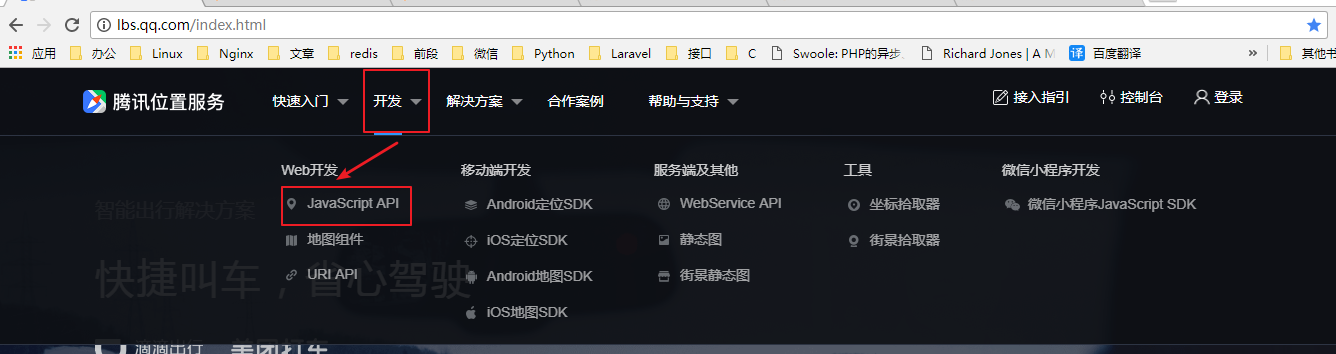 lbs.qq.com/index.html
应用 办公 Linux Nginx 文章 redis 前段 微信 Python Laravel 接口 C Swoole: PHP的异步、 Richard Jones | A M 译 百度翻译 » 其他书
腾讯位置服务 快速入门 开发 解决方案 合作案例 帮助与支持 接入指引 控制台 登录
Web开发 移动端开发 服务端及其他 工具 微信小程序开发
JavaScript API Android定位SDK WebService API 坐标拾取器 微信小程序JavaScript SDK
智能出行解决方案
地图组件 iOS定位SDK 静态图 街景拾取器
URI API Android地图SDK 街景静态图
快捷叫车，省心驾驶
iOS地图SDK
滴滴出行 美团打车